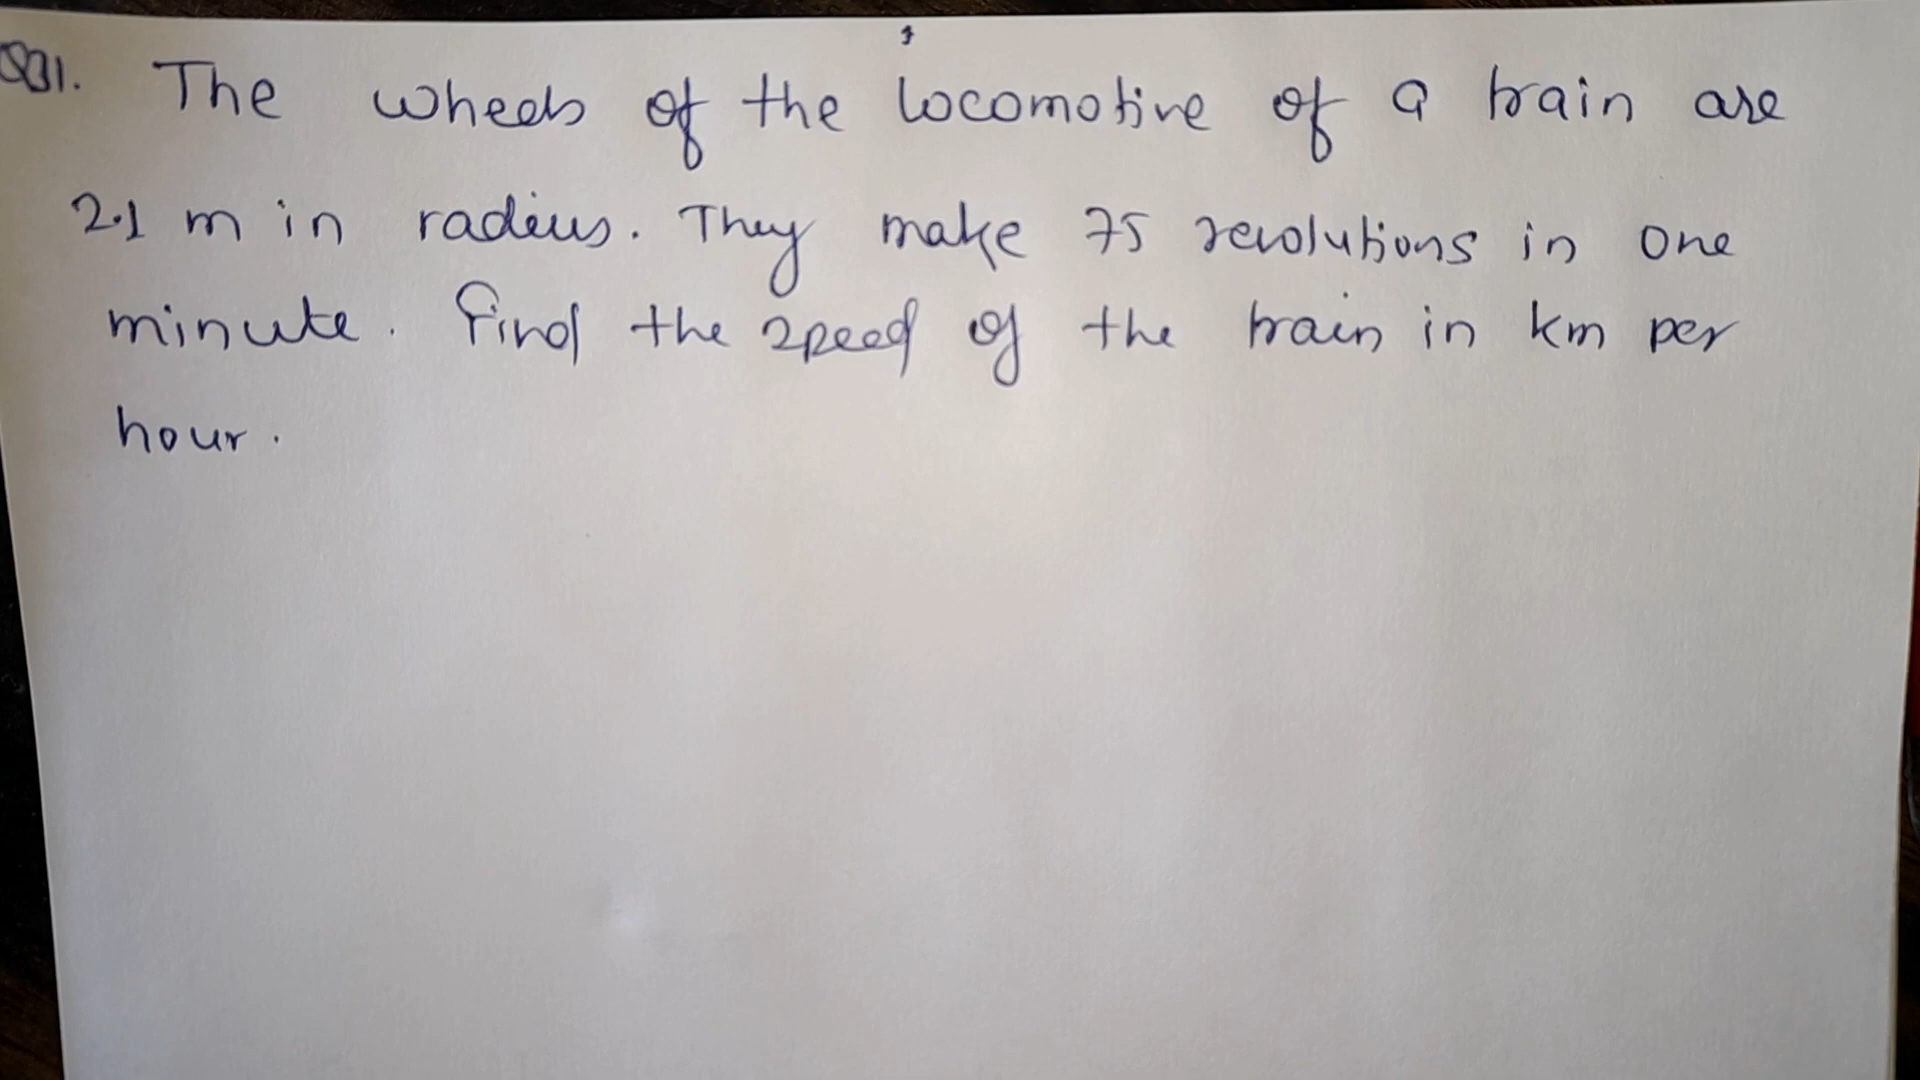 Q31. The wheels of the locomotive of a train are
2.1 m in radius. They make 75 revolutions in one
minute. Find the speed of the train in km per
hour.